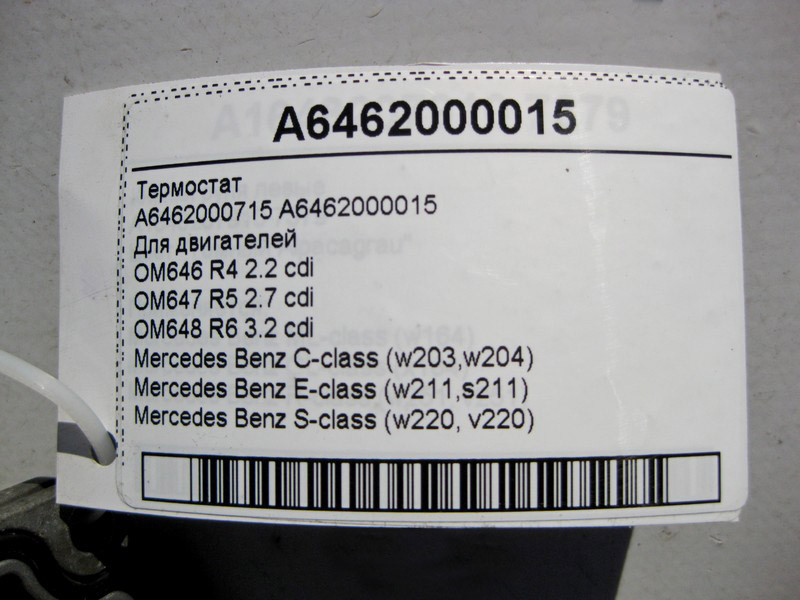 A6462000015
Термостат
A6462000715 A6462000015
Для двигателей
OM646 R4 2.2 cdi
OM647 R5 2.7 cdi
OM648 R6 3.2 cdi
Mercedes Benz C-class (w203,w204)
Mercedes Benz E-class (w211,s211)
Mercedes Benz S-class (w220, v220)